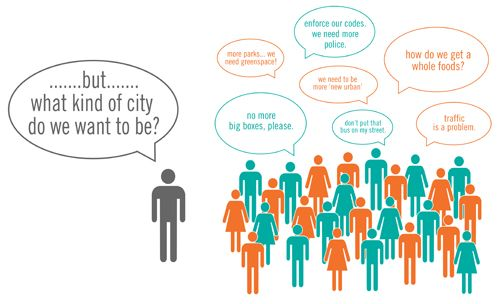 .......but.......
what kind of city
do we want to be?
enforce our codes.
we need more
police.
more parks... we
need greenspace!
how do we get a
whole foods?
we need to be
more 'new urban'
no more
big boxes, please.
don't put that
bus on my street.
traffic
is a problem.